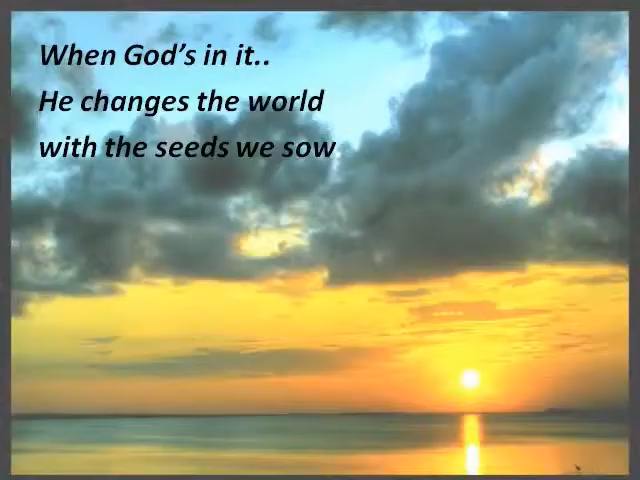 When God’s in it..
He changes the world
with the seeds we sow